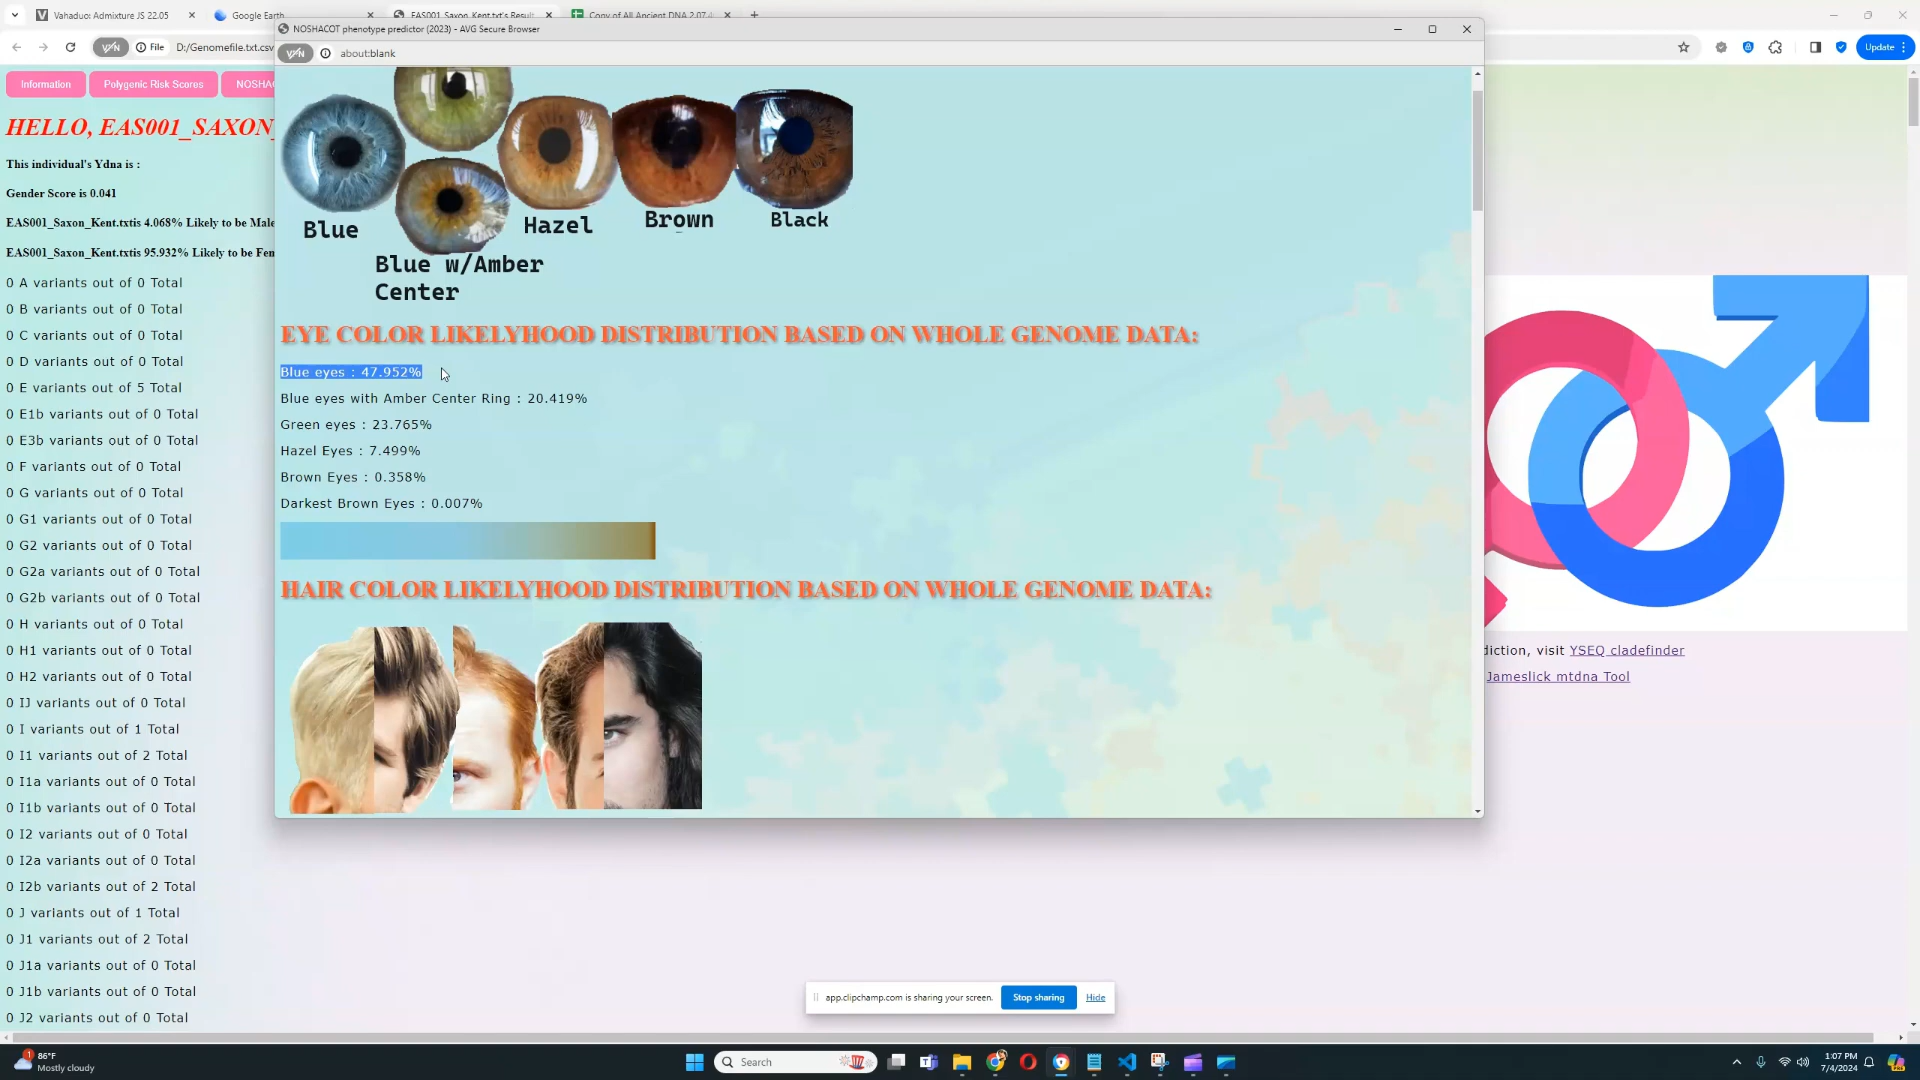 Vahaduo: Admixture JS 22.05
Google Earth
EAS001_Saxon_Kent.txt's Result
Copy of All Ancient DNA 2.07.4
NOSHACOT phenotype predictor (2023) - AVG Secure Browser
about:blank
File
D:/Genomefile.txt.csv
Update
Information
Polygenic Risk Scores
NOSHAC
HELLO, EAS001_SAXON_
This individual's Ydna is :
Gender Score is 0.041
EAS001_Saxon_Kent.txtis 4.068% Likely to be Male
EAS001_Saxon_Kent.txtis 95.932% Likely to be Fem
0 A variants out of 0 Total
0 B variants out of 0 Total
0 C variants out of 0 Total
0 D variants out of 0 Total
0 E variants out of 5 Total
0 E1b variants out of 0 Total
0 E3b variants out of 0 Total
0 F variants out of 0 Total
0 G variants out of 0 Total
0 G1 variants out of 0 Total
0 G2 variants out of 0 Total
0 G2a variants out of 0 Total
0 G2b variants out of 0 Total
0 H variants out of 0 Total
0 H1 variants out of 0 Total
0 H2 variants out of 0 Total
0 IJ variants out of 0 Total
0 I variants out of 1 Total
0 I1 variants out of 2 Total
0 I1a variants out of 0 Total
0 I1b variants out of 0 Total
0 I2 variants out of 0 Total
0 I2a variants out of 0 Total
0 I2b variants out of 2 Total
0 J variants out of 1 Total
0 J1 variants out of 2 Total
0 J1a variants out of 0 Total
0 J1b variants out of 0 Total
0 J2 variants out of 0 Total
Blue
Blue w/Amber
Center
Hazel
Brown
Black
EYE COLOR LIKELYHOOD DISTRIBUTION BASED ON WHOLE GENOME DATA:
Blue eyes : 47.952%
Blue eyes with Amber Center Ring : 20.419%
Green eyes : 23.765%
Hazel Eyes : 7.499%
Brown Eyes : 0.358%
Darkest Brown Eyes : 0.007%
HAIR COLOR LIKELYHOOD DISTRIBUTION BASED ON WHOLE GENOME DATA:
diction, visit YSEQ cladefinder
Jameslick mtdna Tool
app.clipchamp.com is sharing your screen.
Stop sharing
Hide
86°F
Mostly cloudy
Search
1:07 PM
7/4/2024